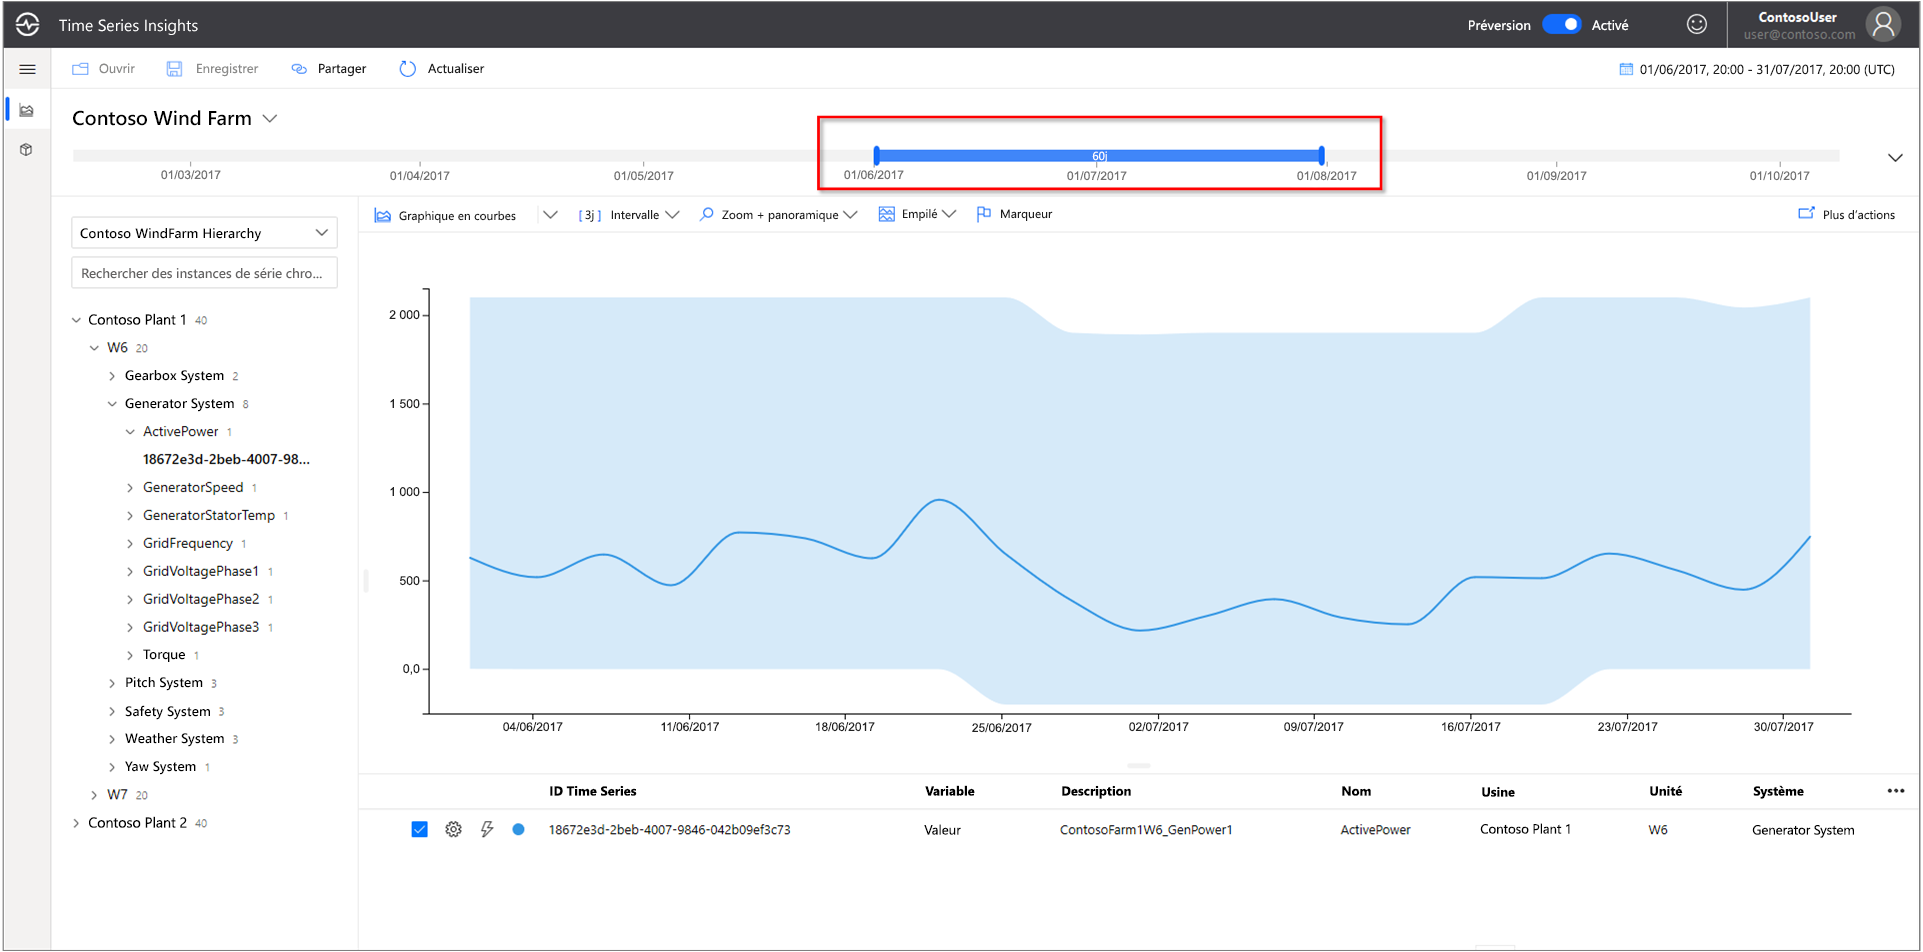 Time Series Insights
Préversion Activé
ContosoUser
user@contoso.com
Ouvrir Enregistrer Partager Actualiser
01/06/2017, 20:00 - 31/07/2017, 20:00 (UTC)
Contoso Wind Farm
60j
01/03/2017 01/04/2017 01/05/2017 01/06/2017 01/07/2017 01/08/2017 01/09/2017 01/10/2017
Graphique en courbes [3j] Intervalle Zoom + panoramique Empilé Marqueur Plus d'actions
Contoso WindFarm Hierarchy
Rechercher des instances de série chro...
Contoso Plant 1 40
W6 20
Gearbox System 2
Generator System 8
ActivePower 1
18672e3d-2beb-4007-98...
GeneratorSpeed 1
GeneratorStatorTemp 1
GridFrequency 1
GridVoltagePhase1 1
GridVoltagePhase2 1
GridVoltagePhase3 1
Torque 1
Pitch System 3
Safety System 3
Weather System 3
Yaw System 1
W7 20
Contoso Plant 2 40
2 000
1 500
1 000
500
0,0
04/06/2017 11/06/2017 18/06/2017 25/06/2017 02/07/2017 09/07/2017 16/07/2017 23/07/2017 30/07/2017
ID Time Series Variable Description Nom Usine Unité Système
18672e3d-2beb-4007-9846-042b09ef3c73 Valeur ContosoFarm1W6_GenPower1 ActivePower Contoso Plant 1 W6 Generator System